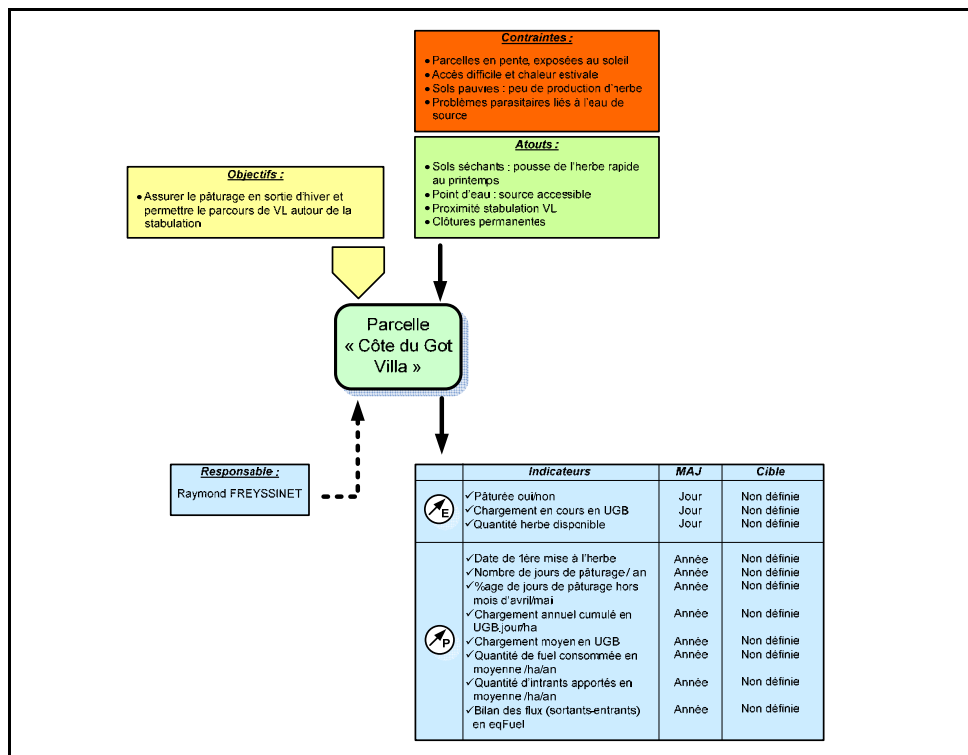 Contraintes :
• Parcelles en pente, exposées au soleil
• Accès difficile et chaleur estivale
• Sols pauvres : peu de production d'herbe
• Problèmes parasitaires liés à l'eau de
source
Atouts :
• Sols séchants : pousse de l'herbe rapide
au printemps
• Point d'eau : source accessible
• Proximité stabulation VL
• Clôtures permanentes
Objectifs :
• Assurer le pâturage en sortie d'hiver et
permettre le parcours de VL autour de la
stabulation
Parcelle
« Côte du Got
Villa »
Responsable :
Raymond FREYSSINET
Indicateurs MAJ Cible
E
✓Pâturée oui/non Jour Non définie
✓Chargement en cours en UGB Jour Non définie
✓Quantité herbe disponible Jour Non définie
P
✓Date de 1ère mise à l'herbe Année Non définie
✓Nombre de jours de pâturage / an Année Non définie
✓%age de jours de pâturage hors Année Non définie
mois d'avril/mai
✓Chargement annuel cumulé en Année Non définie
UGB.jour/ha
✓Chargement moyen en UGB Année Non définie
✓Quantité de fuel consommée en Année Non définie
moyenne /ha/an
✓Quantité d'intrants apportés en Année Non définie
moyenne /ha/an
✓Bilan des flux (sortants-entrants) Année Non définie
en eqFuel